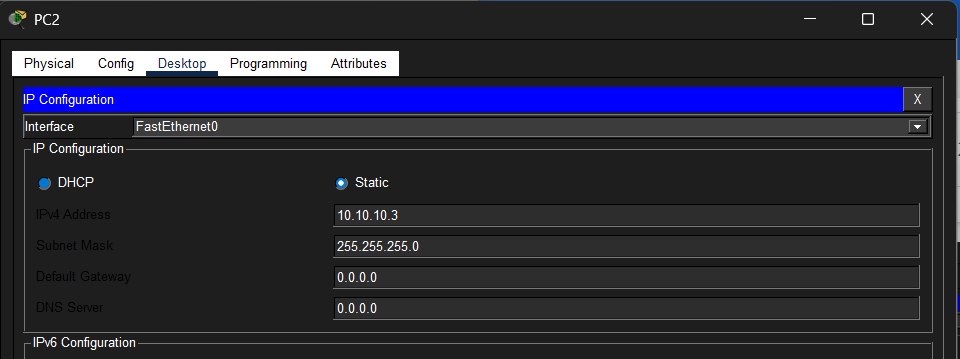 PC2
Physical Config Desktop Programming Attributes
IP Configuration X
Interface FastEthernet0
IP Configuration
DHCP Static
IPv4 Address 10.10.10.3
Subnet Mask 255.255.255.0
Default Gateway 0.0.0.0
DNS Server 0.0.0.0
IPv6 Configuration